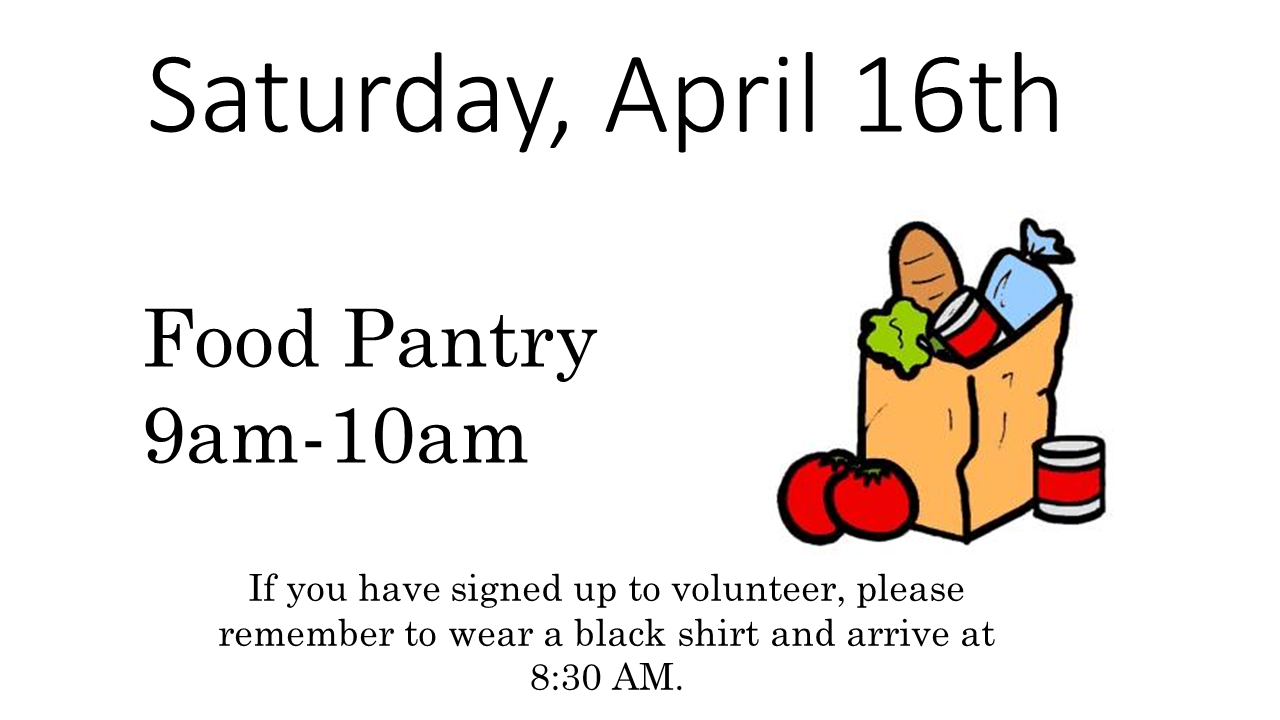 Saturday, April 16th
Food Pantry
9am-10am
If you have signed up to volunteer, please
remember to wear a black shirt and arrive at
8:30 AM.